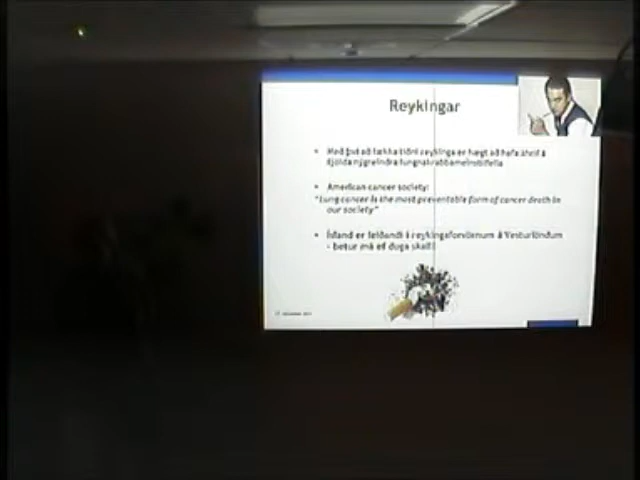 Reykingar
• Með því að lækka tíðni reykinga er hægt að hafa áhrif á
fjölda nýgreindra lungnakrabbameinstilfella
• American cancer society:
"Lung cancer is the most preventable form of cancer death in
our society"
• Ísland er leiðandi í reykingaforvörnum á Vesturlöndum
- betur má ef duga skal!